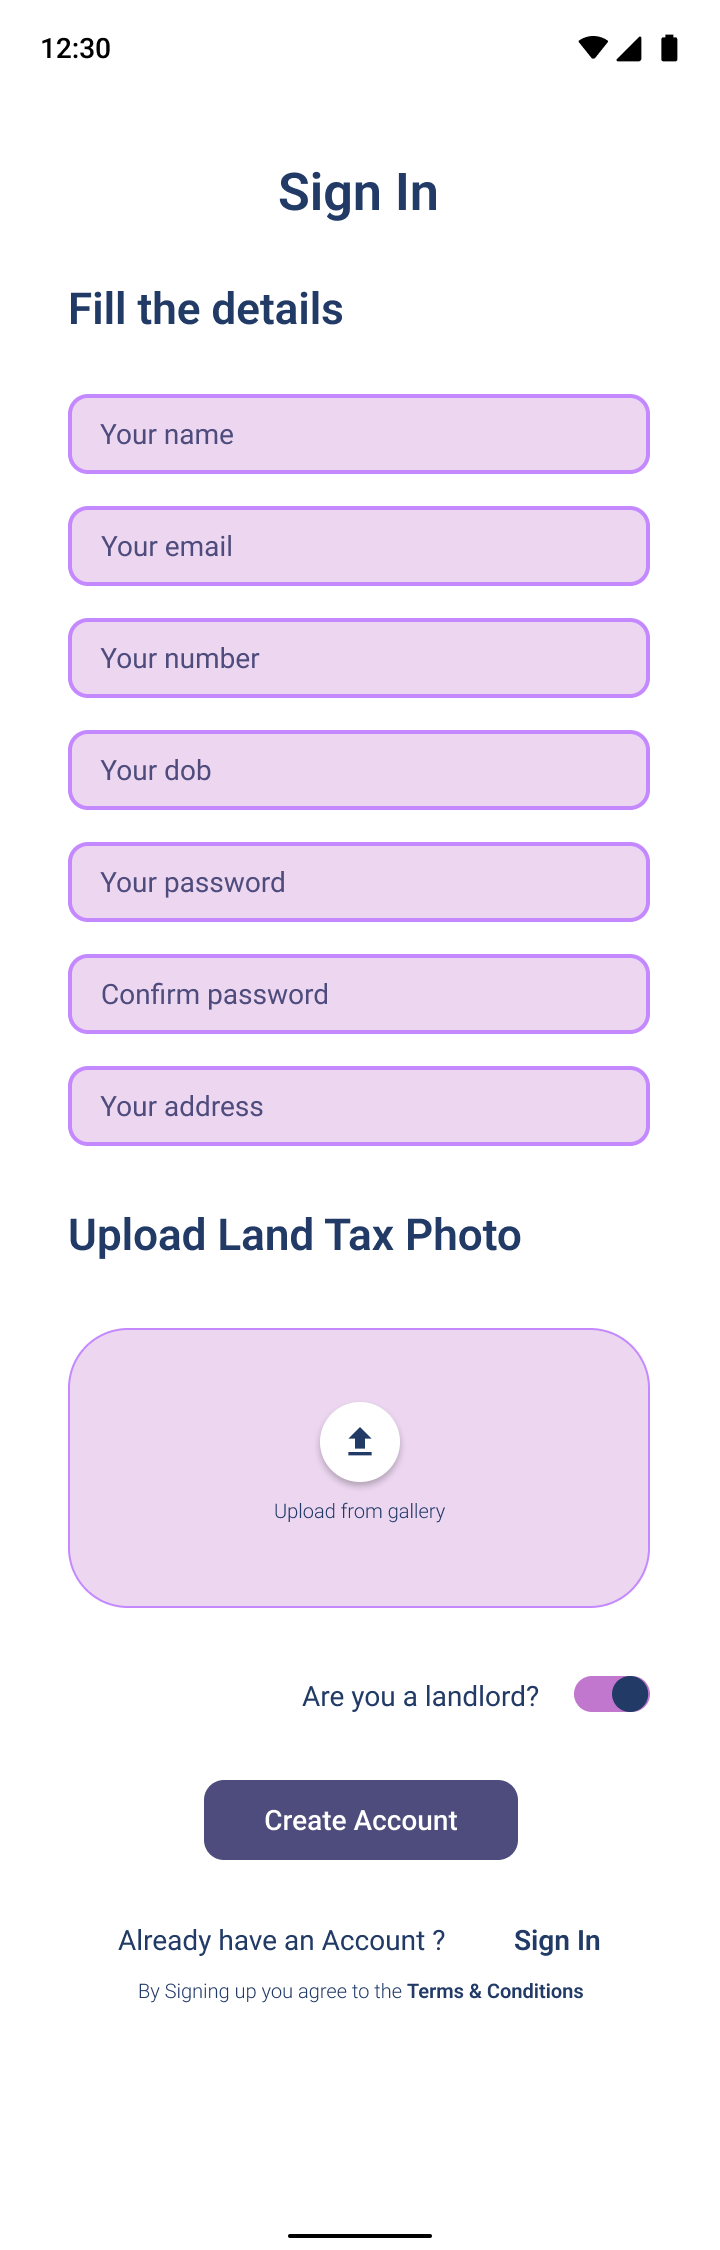 12:30
Sign In
Fill the details
Your name
Your email
Your number
Your dob
Your password
Confirm password
Your address
Upload Land Tax Photo
Upload from gallery
Are you a landlord?
Create Account
Already have an Account ? Sign In
By Signing up you agree to the Terms & Conditions